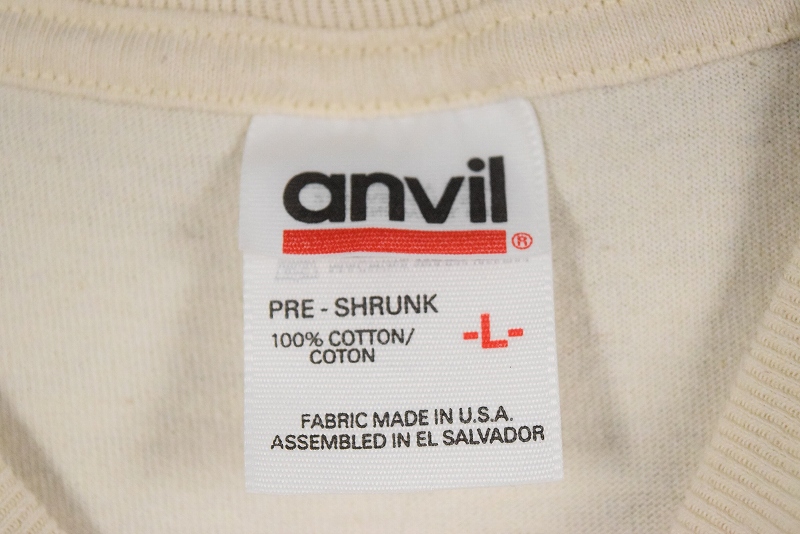 anvil
®
PRE - SHRUNK
100% COTTON/
COTON
-L-
FABRIC MADE IN U.S.A.
ASSEMBLED IN EL SALVADOR